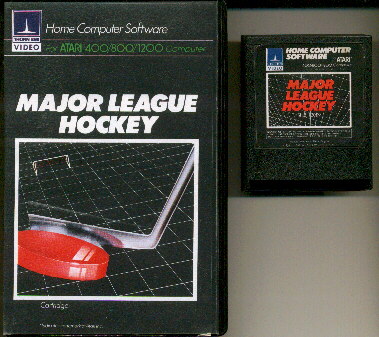 THORN EMI
VIDEO
Home Computer Software
for ATARI 400/800/1200 Computer
MAJOR LEAGUE
HOCKEY
Cartridge
HOME COMPUTER
SOFTWARE
ATARI
VIDEO
MAJOR
LEAGUE
HOCKEY